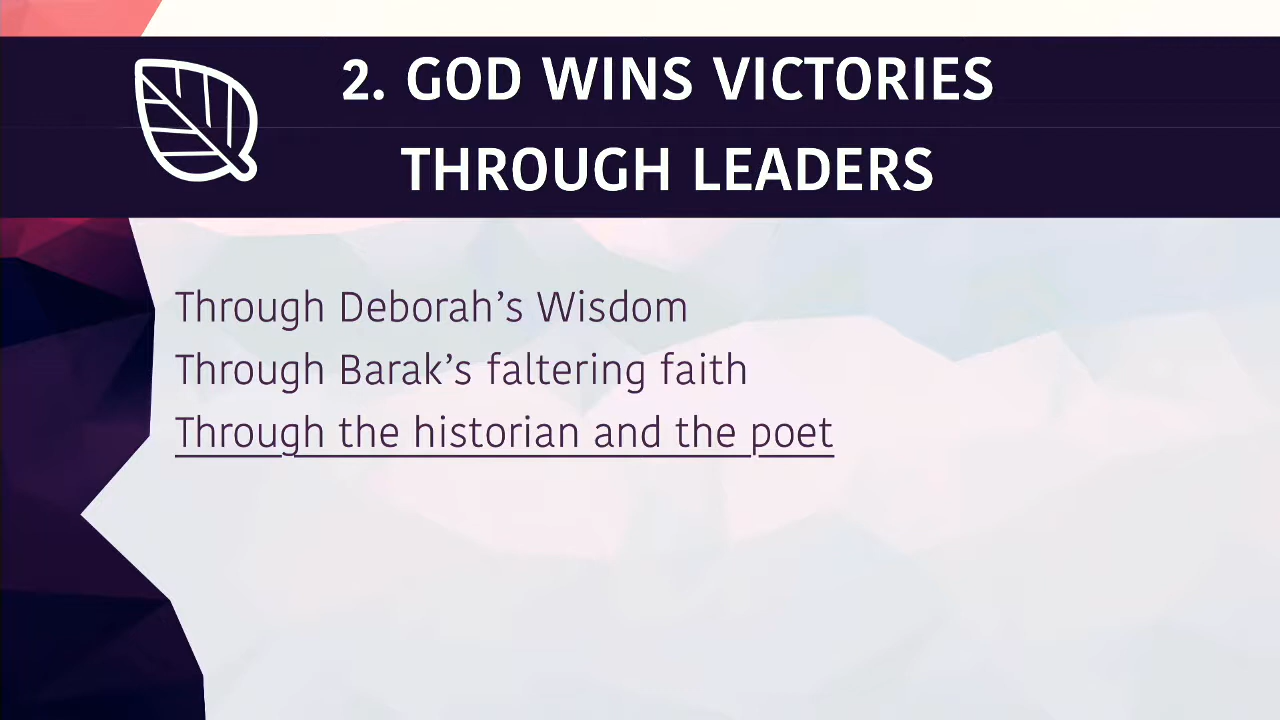 2. GOD WINS VICTORIES
THROUGH LEADERS
Through Deborah’s Wisdom
Through Barak’s faltering faith
Through the historian and the poet